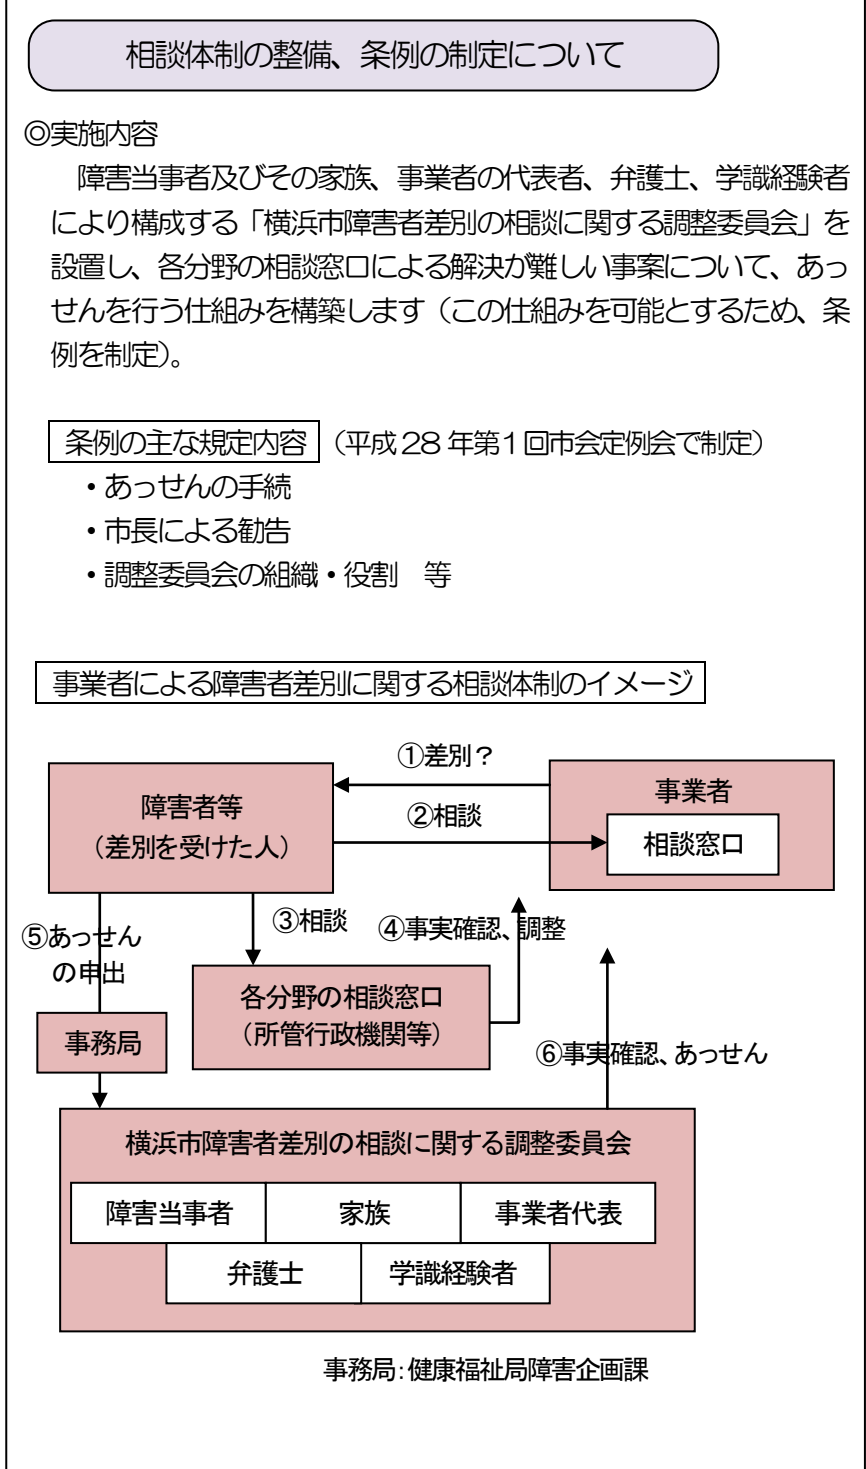 相談体制の整備、条例の制定について
◎実施内容
障害当事者及びその家族、事業者の代表者、弁護士、学識経験者
により構成する「横浜市障害者差別の相談に関する調整委員会」を
設置し、各分野の相談窓口による解決が難しい事案について、あっ
せんを行う仕組みを構築します（この仕組みを可能とするため、条
例を制定）。
条例の主な規定内容（平成28年第1回市会定例会で制定）
・あっせんの手続
・市長による勧告
・調整委員会の組織・役割　等
事業者による障害者差別に関する相談体制のイメージ
①差別？
障害者等
（差別を受けた人）
事業者
②相談
相談窓口
③相談
④事実確認、調整
⑤あっせん
の申出
各分野の相談窓口
（所管行政機関等）
事務局
⑥事実確認、あっせん
横浜市障害者差別の相談に関する調整委員会
障害当事者
家族
事業者代表
弁護士
学識経験者
事務局：健康福祉局障害企画課